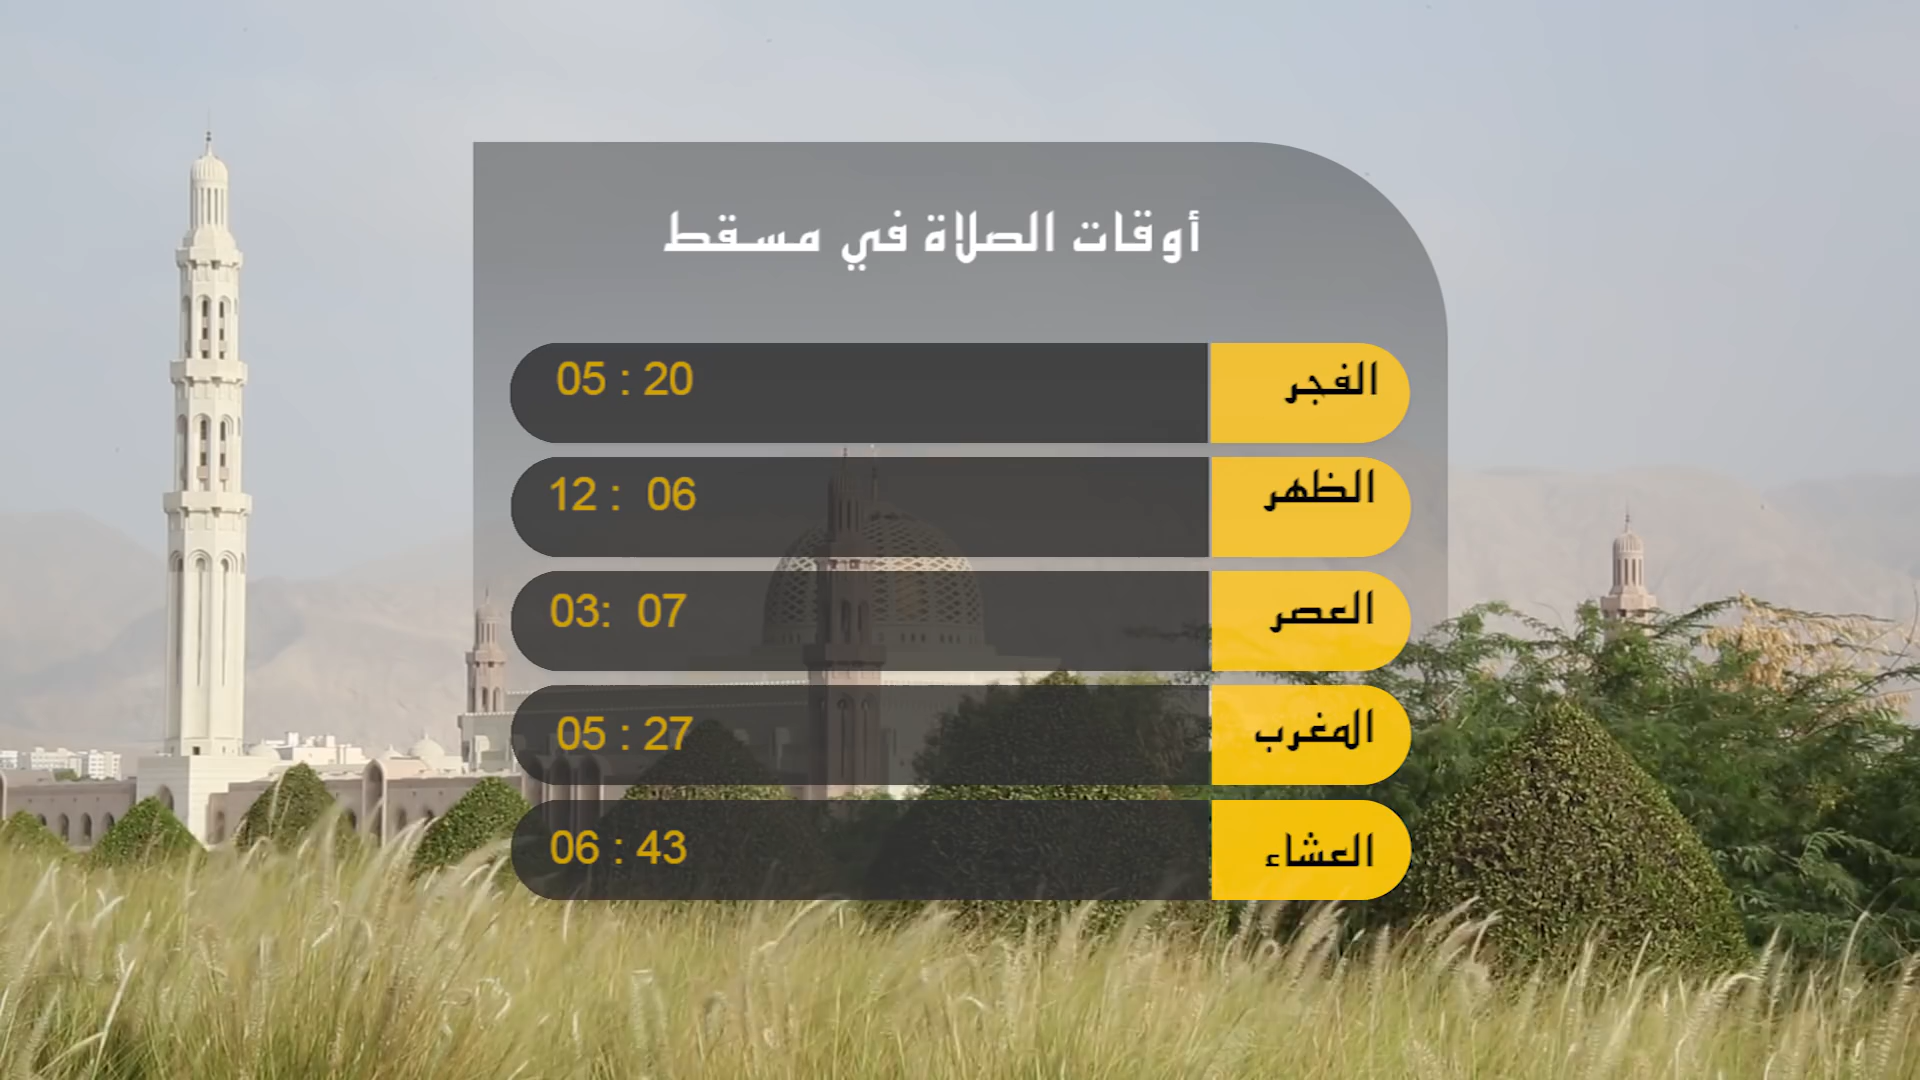 أوقات الصلاة في مسقط
الفجر 05 : 20
الظهر 12 : 06
العصر 03: 07
المغرب 05 : 27
العشاء 06 : 43